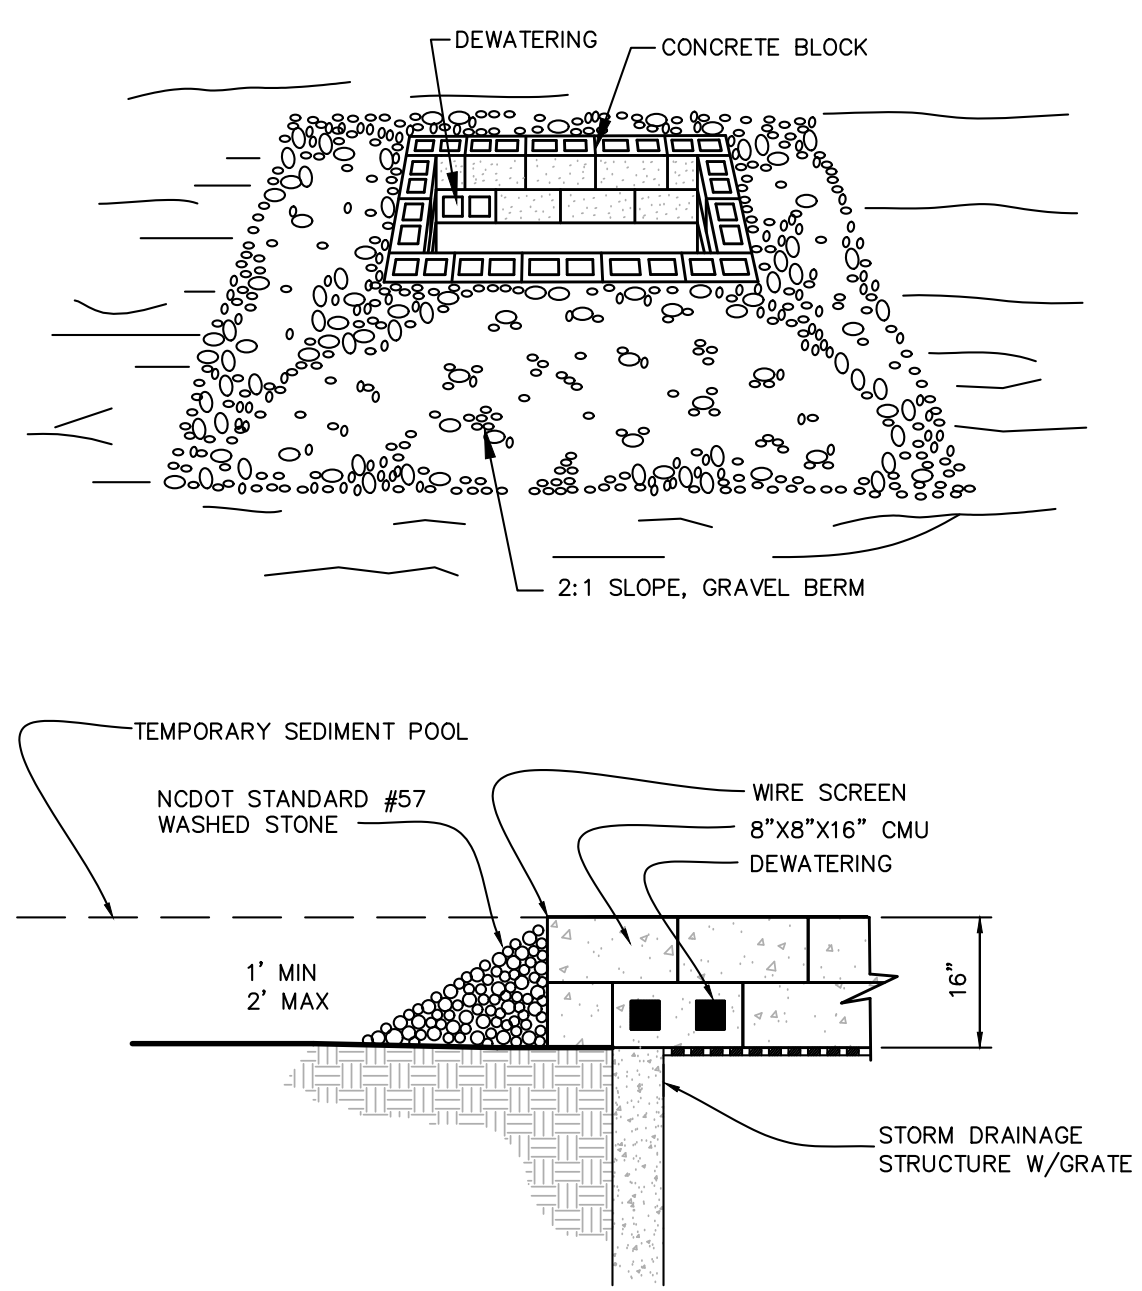 DEWATERING
CONCRETE BLOCK
2:1 SLOPE, GRAVEL BERM
TEMPORARY SEDIMENT POOL
NCDOT STANDARD #57
WASHED STONE
WIRE SCREEN
8"X8"X16" CMU
DEWATERING
1' MIN
2' MAX
16"
STORM DRAINAGE
STRUCTURE W/GRATE